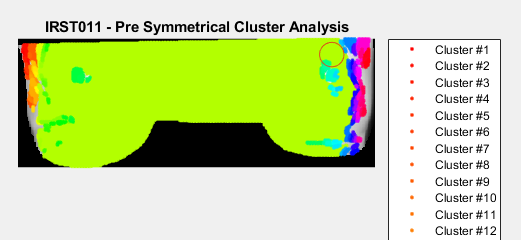 IRST011 - Pre Symmetrical Cluster Analysis
Cluster #1
Cluster #2
Cluster #3
Cluster #4
Cluster #5
Cluster #6
Cluster #7
Cluster #8
Cluster #9
Cluster #10
Cluster #11
Cluster #12